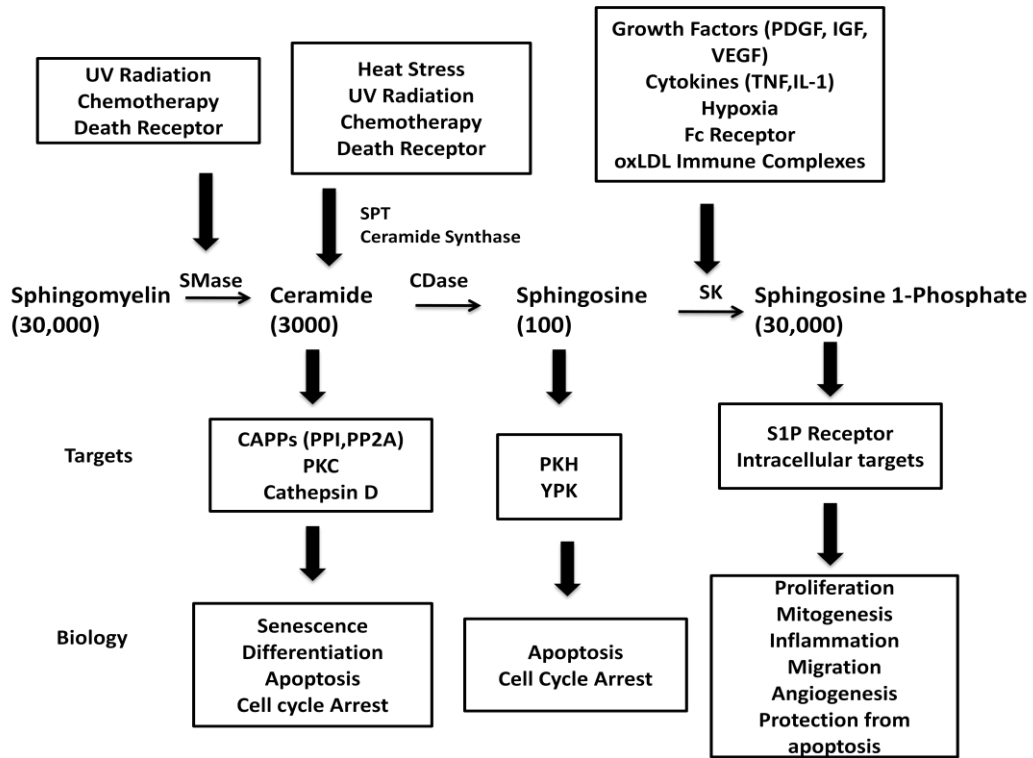 UV Radiation
Chemotherapy
Death Receptor
Heat Stress
UV Radiation
Chemotherapy
Death Receptor
Growth Factors (PDGF, IGF,
VEGF)
Cytokines (TNF,IL-1)
Hypoxia
Fc Receptor
oxLDL Immune Complexes
SPT
Ceramide Synthase
Sphingomyelin
(30,000)
SMase
Ceramide
(3000)
CDase
Sphingosine
(100)
SK
Sphingosine 1-Phosphate
(30,000)
Targets
CAPPs (PPI,PP2A)
PKC
Cathepsin D
PKH
YPK
S1P Receptor
Intracellular targets
Biology
Senescence
Differentiation
Apoptosis
Cell cycle Arrest
Apoptosis
Cell Cycle Arrest
Proliferation
Mitogenesis
Inflammation
Migration
Angiogenesis
Protection from
apoptosis